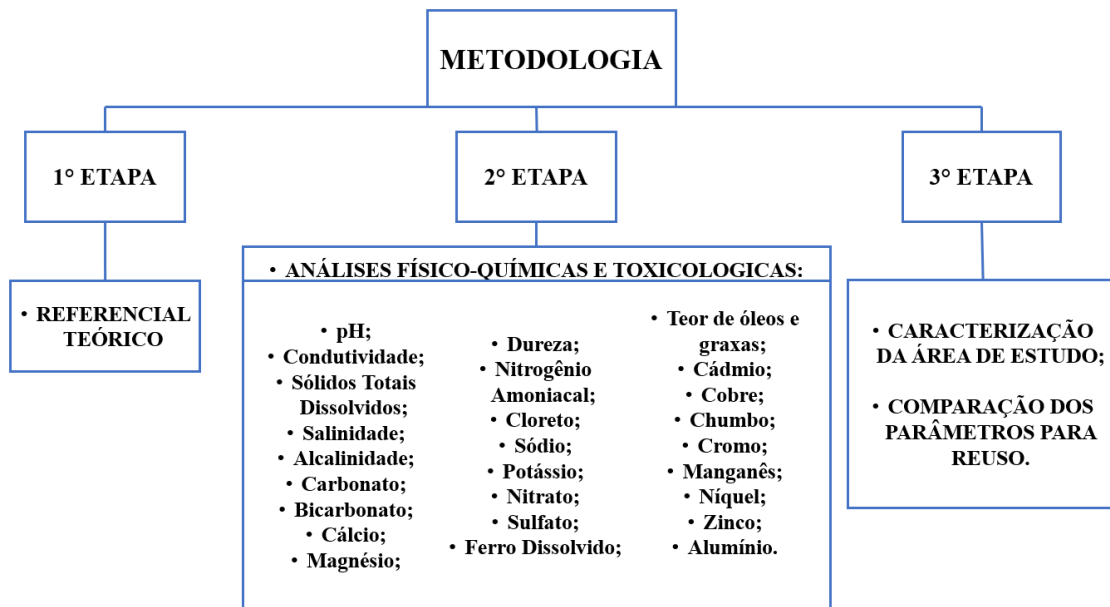 METODOLOGIA
1° ETAPA
2° ETAPA
3° ETAPA
• REFERENCIAL
TEÓRICO
• ANÁLISES FÍSICO-QUÍMICAS E TOXICOLOGICAS:
• pH;
• Condutividade;
• Sólidos Totais
Dissolvidos;
• Salinidade;
• Alcalinidade;
• Carbonato;
• Bicarbonato;
• Cálcio;
• Magnésio;
• Dureza;
• Nitrogênio
Amoniacal;
• Cloreto;
• Sódio;
• Potássio;
• Nitrato;
• Sulfato;
• Ferro Dissolvido;
• Teor de óleos e
graxas;
• Cádmio;
• Cobre;
• Chumbo;
• Cromo;
• Manganês;
• Níquel;
• Zinco;
• Alumínio.
• CARACTERIZAÇÃO
DA ÁREA DE ESTUDO;
• COMPARAÇÃO DOS
PARÂMETROS PARA
REUSO.